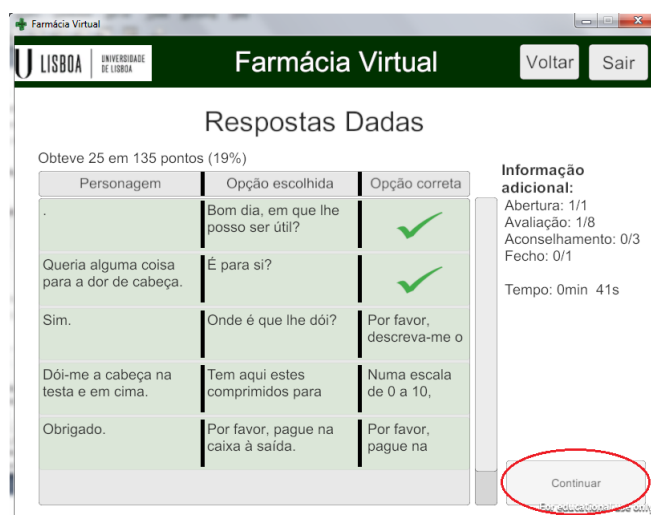 Farmácia Virtual
U LISBOA | UNIVERSIDADE DE LISBOA
Farmácia Virtual
Voltar
Sair
Respostas Dadas
Obteve 25 em 135 pontos (19%)
Personagem
Opção escolhida
Opção correta
.
Bom dia, em que lhe
posso ser útil?
Queria alguma coisa
para a dor de cabeça.
É para si?
Sim.
Onde é que lhe dói?
Por favor,
descreva-me o
Dói-me a cabeça na
testa e em cima.
Tem aqui estes
comprimidos para
Numa escala
de 0 a 10,
Obrigado.
Por favor, pague na
caixa à saída.
Por favor,
pague na
Informação
adicional:
Abertura: 1/1
Avaliação: 1/8
Aconselhamento: 0/3
Fecho: 0/1
Tempo: 0min 41s
Continuar
For educational use only